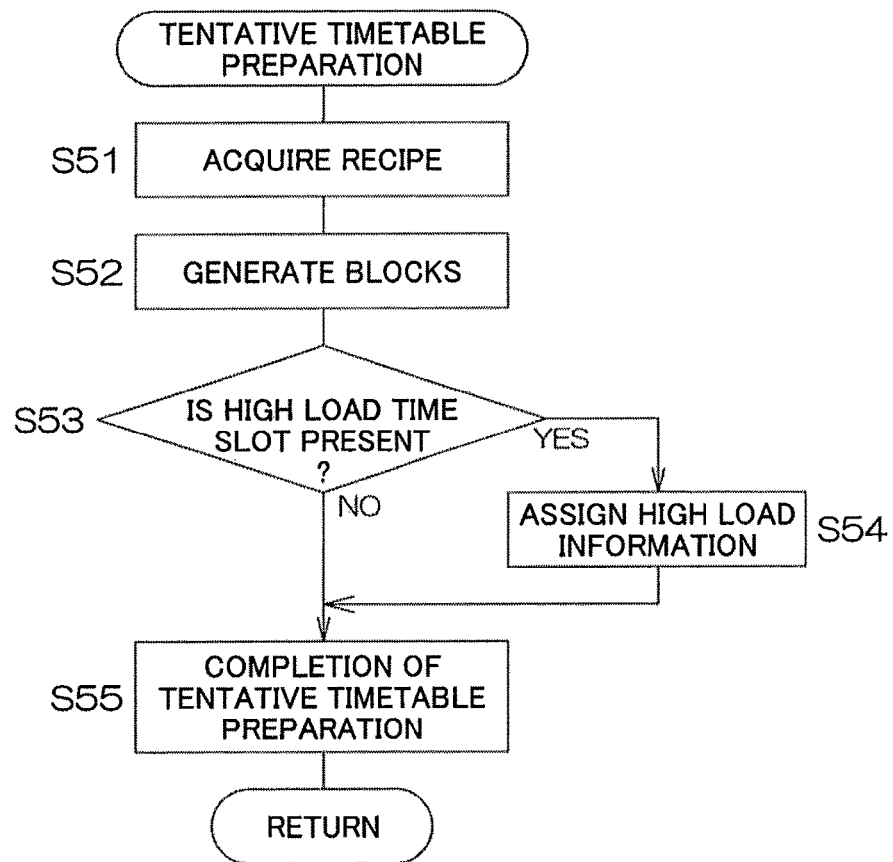 TENTATIVE TIMETABLE
PREPARATION
S51
ACQUIRE RECIPE
S52
GENERATE BLOCKS
S53
IS HIGH LOAD TIME
SLOT PRESENT
?
YES
NO
ASSIGN HIGH LOAD
INFORMATION
S54
S55
COMPLETION OF
TENTATIVE TIMETABLE
PREPARATION
RETURN